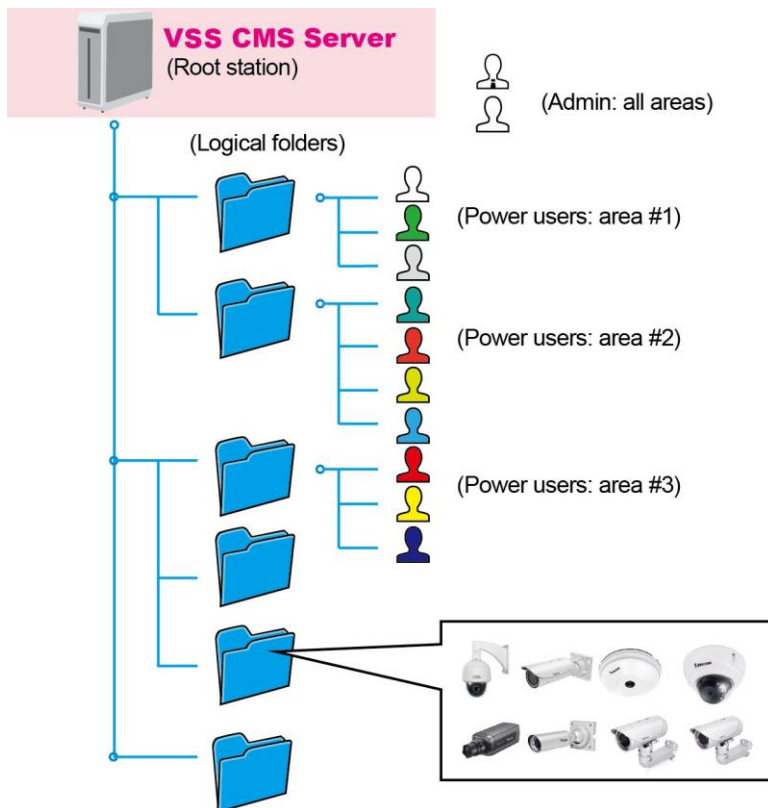 VSS CMS Server
(Root station)
(Admin: all areas)
(Logical folders)
(Power users: area #1)
(Power users: area #2)
(Power users: area #3)